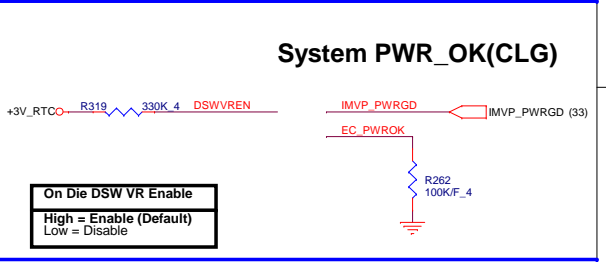 System PWR_OK(CLG)
+3V_RTC R319 330K_4 DSWVREN IMVP_PWRGD IMVP_PWRGD (33)
EC_PWROK
R262
100K/F_4
On Die DSW VR Enable
High = Enable (Default)
Low = Disable